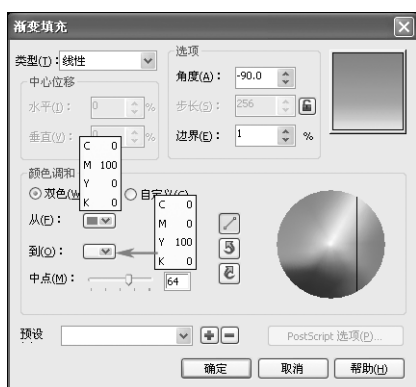 渐变填充
类型(T)：线性
选项
中心位移
角度(A)： -90.0
水平(I)： 0 %
步长(S)： 256
垂直(V)： 0 %
边界(E)： 1 %
C 0
M 100
Y 0
K 0
颜色调和
双色(W) 自定义(C)
C 0
M 0
Y 100
K 0
从(F)：
到(O)：
中点(M)： 64
预设
PostScript 选项(P)...
确定 取消 帮助(H)